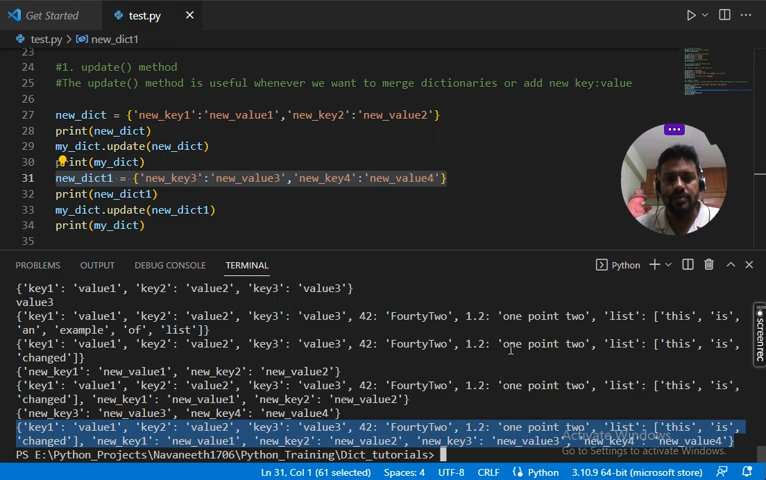 Get Started
test.py
test.py > new_dict1
23
24 #1. update() method
25 #The update() method is useful whenever we want to merge dictionaries or add new key:value
26
27 new_dict = {'new_key1':'new_value1','new_key2':'new_value2'}
28 print(new_dict)
29 my_dict.update(new_dict)
30 print(my_dict)
31 new_dict1 = {'new_key3':'new_value3','new_key4':'new_value4'}
32 print(new_dict1)
33 my_dict.update(new_dict1)
34 print(my_dict)
35
PROBLEMS OUTPUT DEBUG CONSOLE TERMINAL Python
{'key1': 'value1', 'key2': 'value2', 'key3': 'value3'}
value3
{'key1': 'value1', 'key2': 'value2', 'key3': 'value3', 42: 'FourtyTwo', 1.2: 'one point two', 'list': ['this', 'is',
'an', 'example', 'of', 'list']}
{'key1': 'value1', 'key2': 'value2', 'key3': 'value3', 42: 'FourtyTwo', 1.2: 'one point two', 'list': ['this', 'is',
'changed']}
{'new_key1': 'new_value1', 'new_key2': 'new_value2'}
{'key1': 'value1', 'key2': 'value2', 'key3': 'value3', 42: 'FourtyTwo', 1.2: 'one point two', 'list': ['this', 'is',
'changed'], 'new_key1': 'new_value1', 'new_key2': 'new_value2'}
{'new_key3': 'new_value3', 'new_key4': 'new_value4'}
{'key1': 'value1', 'key2': 'value2', 'key3': 'value3', 42: 'FourtyTwo', 1.2: 'one point two', 'list': ['this', 'is',
'changed'], 'new_key1': 'new_value1', 'new_key2': 'new_value2', 'new_key3': 'new_value3', 'new_key4': 'new_value4'}
PS E:\Python_Projects\Navaneeth1706\Python_Training\Dict_tutorials>
Activate Windows
Go to Settings to activate Windows.
screenrec
Ln 31, Col 1 (61 selected) Spaces: 4 UTF-8 CRLF Python 3.10.9 64-bit (microsoft store)